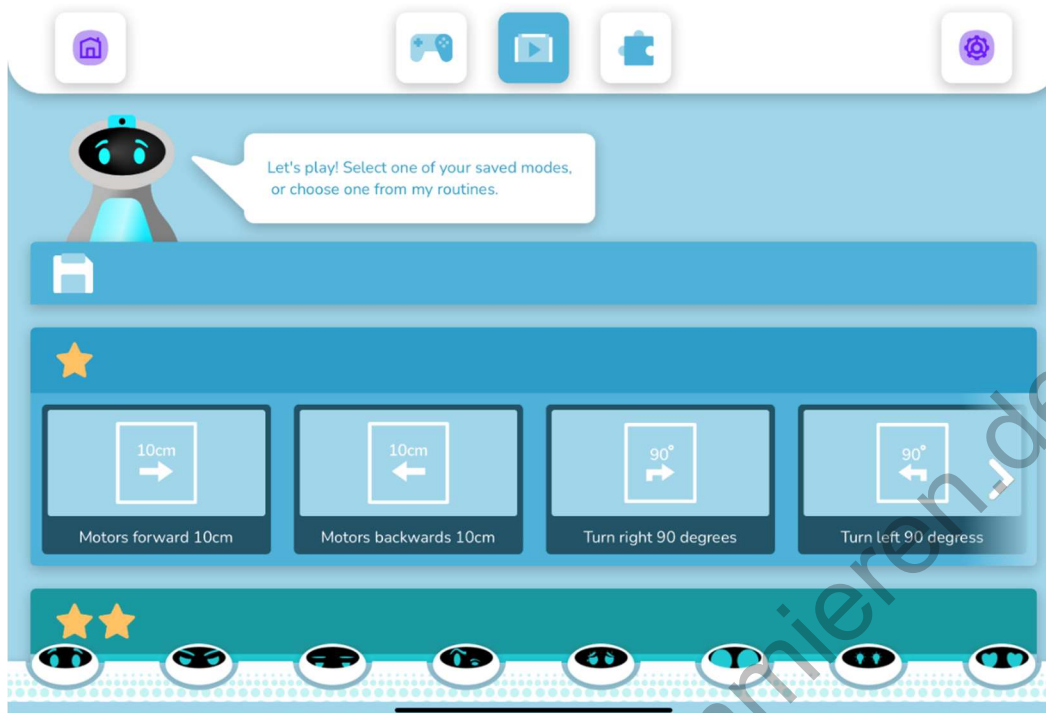 Let's play! Select one of your saved modes,
or choose one from my routines.
10cm
10cm
90°
90°
Motors forward 10cm
Motors backwards 10cm
Turn right 90 degrees
Turn left 90 degress